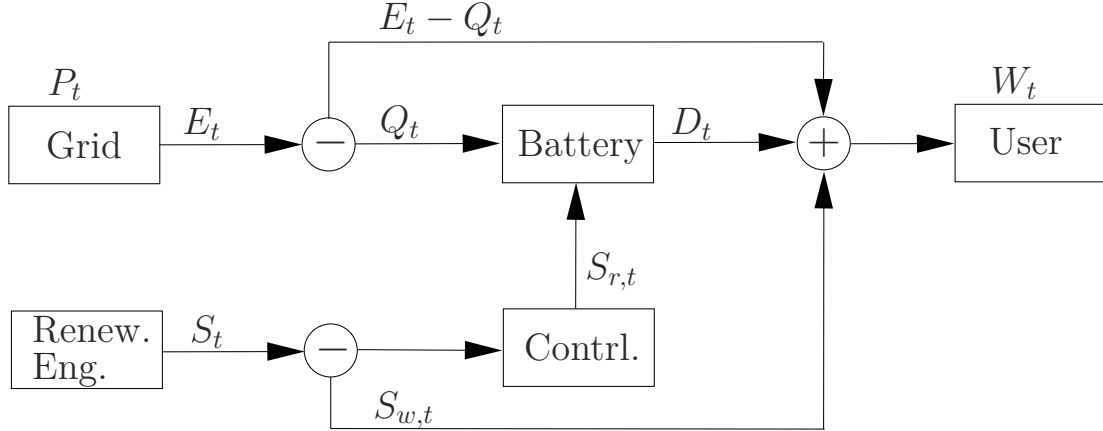 E_t − Q_t
P_t
W_t
Grid
E_t
−
Q_t
Battery
D_t
+
User
S_{r,t}
Renew.
Eng.
S_t
−
Contrl.
S_{w,t}